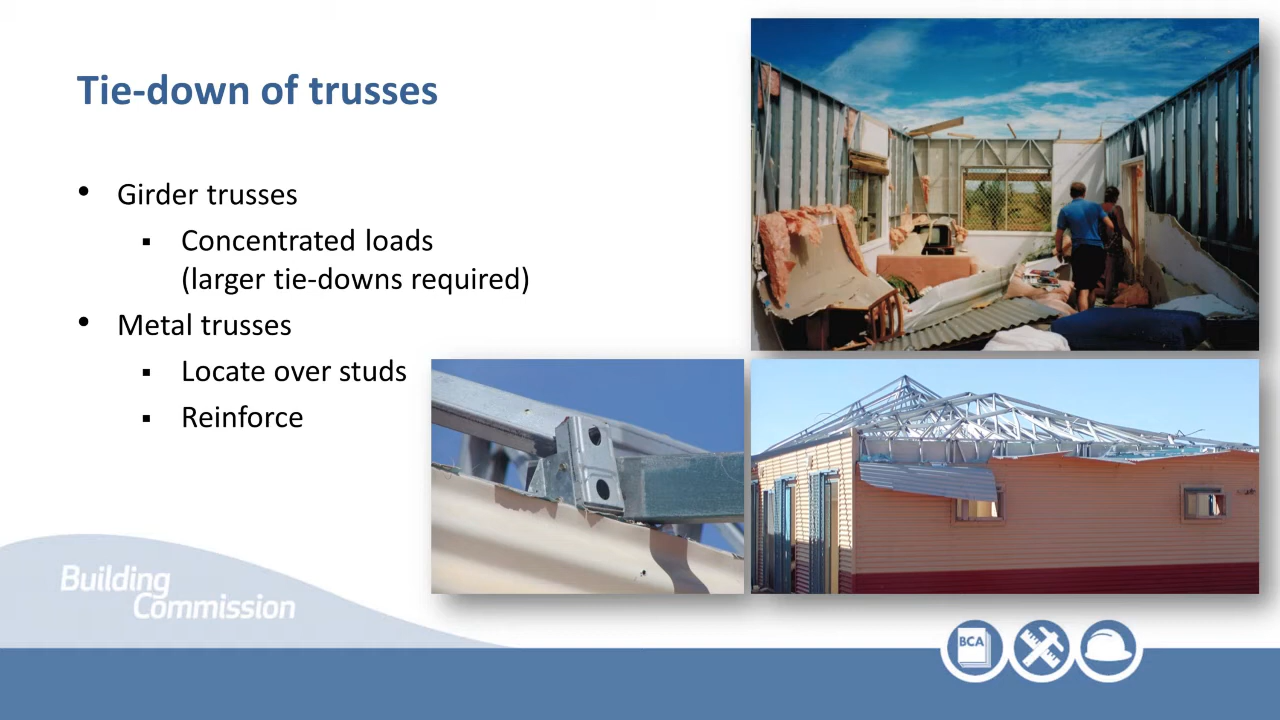 Tie-down of trusses
• Girder trusses
▪ Concentrated loads
(larger tie-downs required)
• Metal trusses
▪ Locate over studs
▪ Reinforce
Building
Commission
BCA